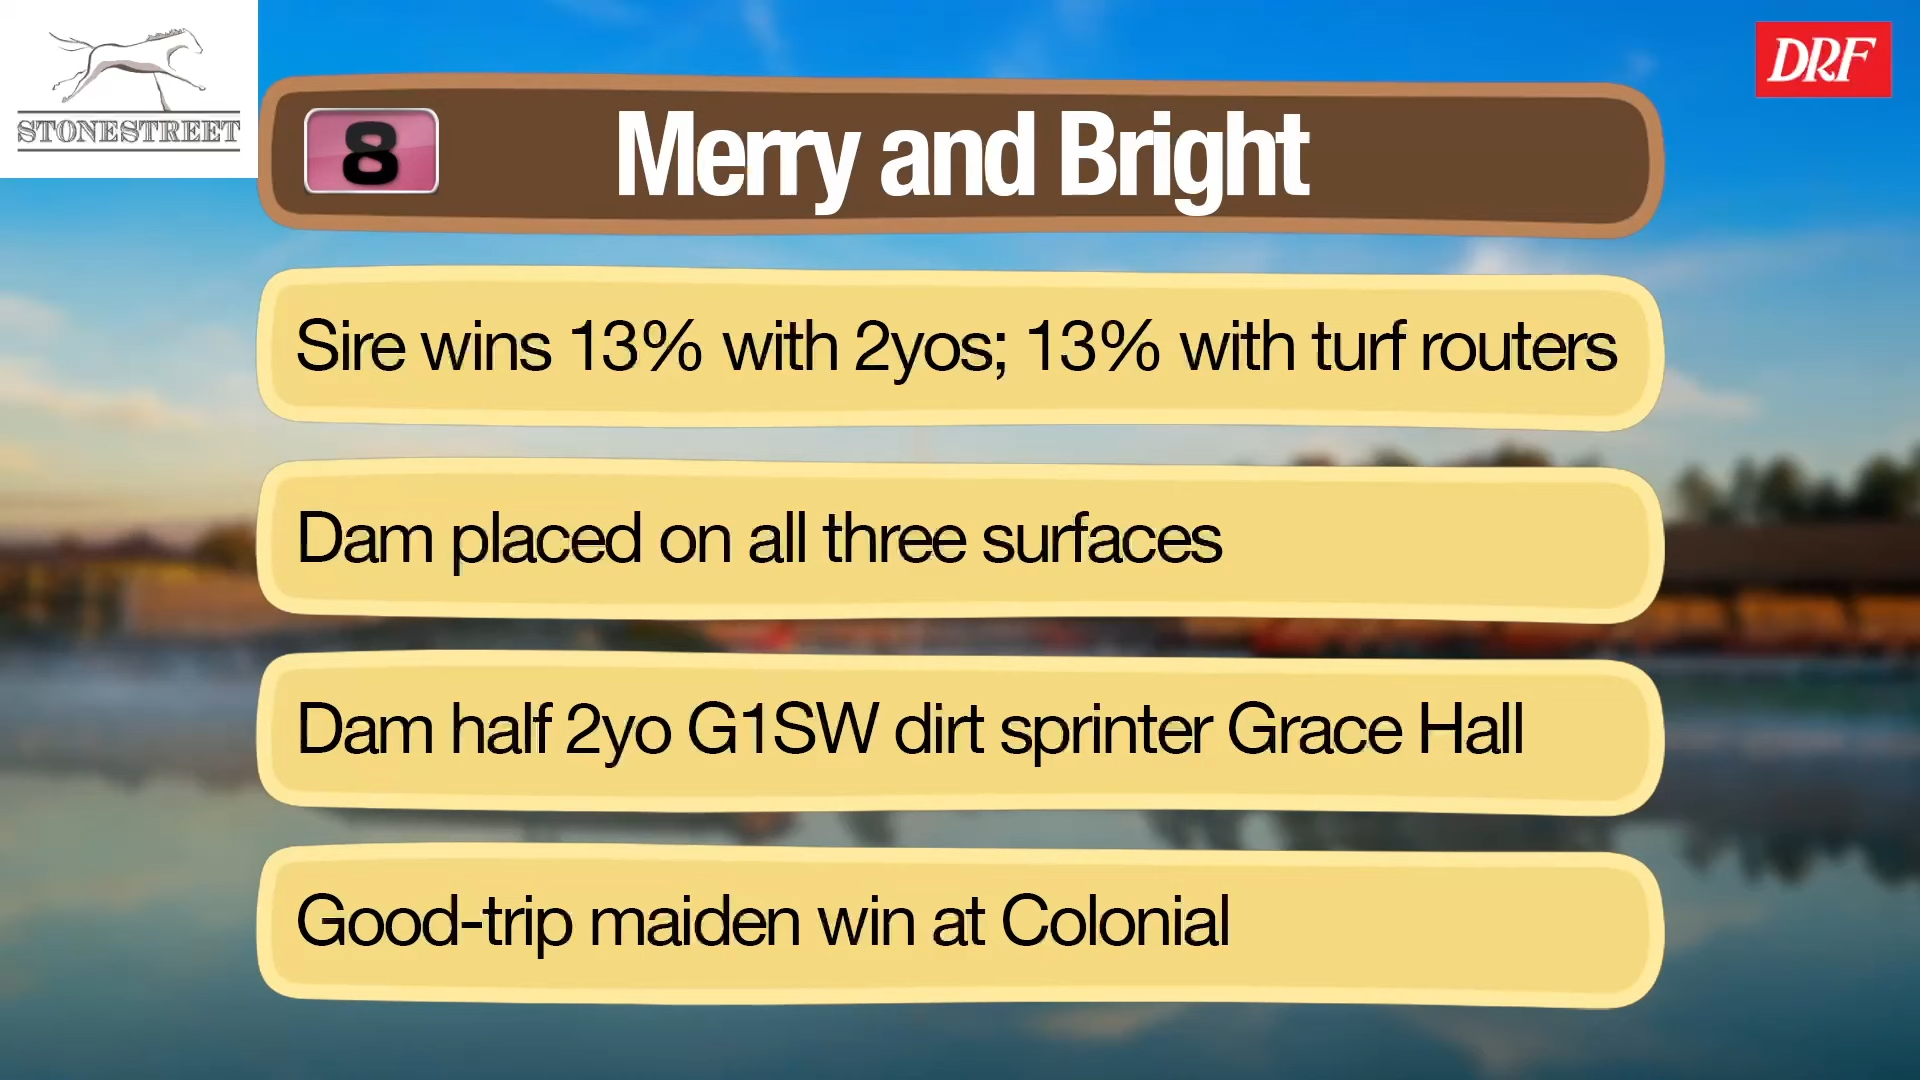 STONESTREET
DRF
8
Merry and Bright
Sire wins 13% with 2yos; 13% with turf routers
Dam placed on all three surfaces
Dam half 2yo G1SW dirt sprinter Grace Hall
Good-trip maiden win at Colonial